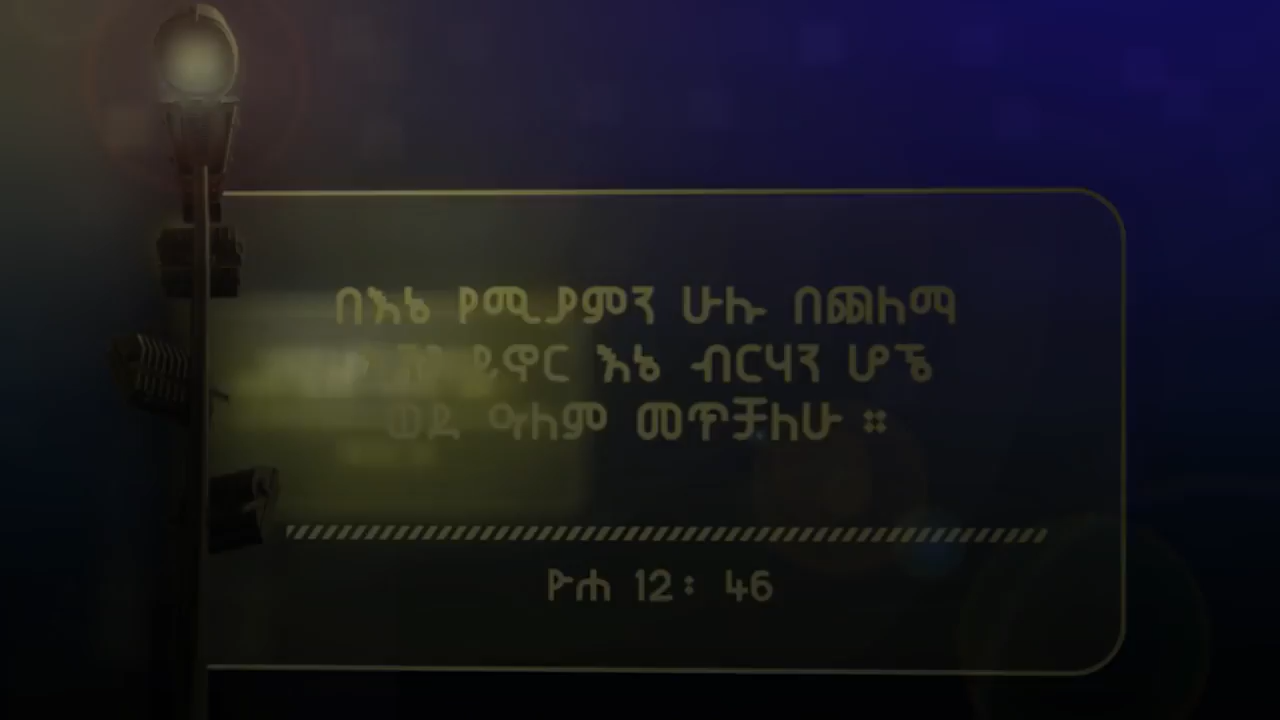 በእኔ የሚያምን ሁሉ በጨለማ
ይኖር እኔ ብርሃን ሆኜ
ወደ ዓለም መጥቻለሁ ።
ዮሐ 12፡ 46